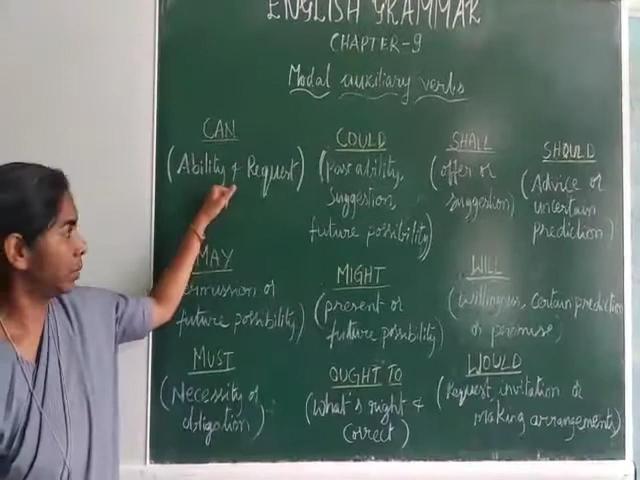 ENGLISH GRAMMAR
CHAPTER-9
Modal auxiliary verbs
CAN
(Ability & Request)
COULD
(past ability,
Suggestion,
future possibility)
SHALL
(offer or
suggestion)
SHOULD
(Advice or
uncertain
prediction)
MAY
or
future possibility)
MIGHT
(present or
future possibility)
WILL
(willingness, certain prediction
or promise)
MUST
(Necessity or
obligation)
OUGHT TO
(What's right &
correct)
WOULD
(Request, invitation or
making arrangements)